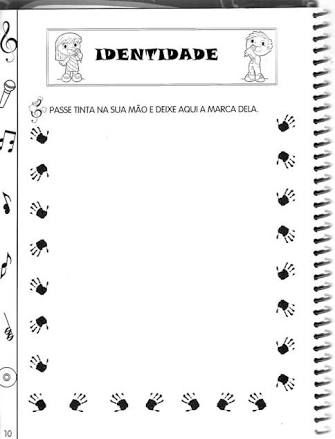 IDENTIDADE
PASSE TINTA NA SUA MÃO E DEIXE AQUI A MARCA DELA.
10